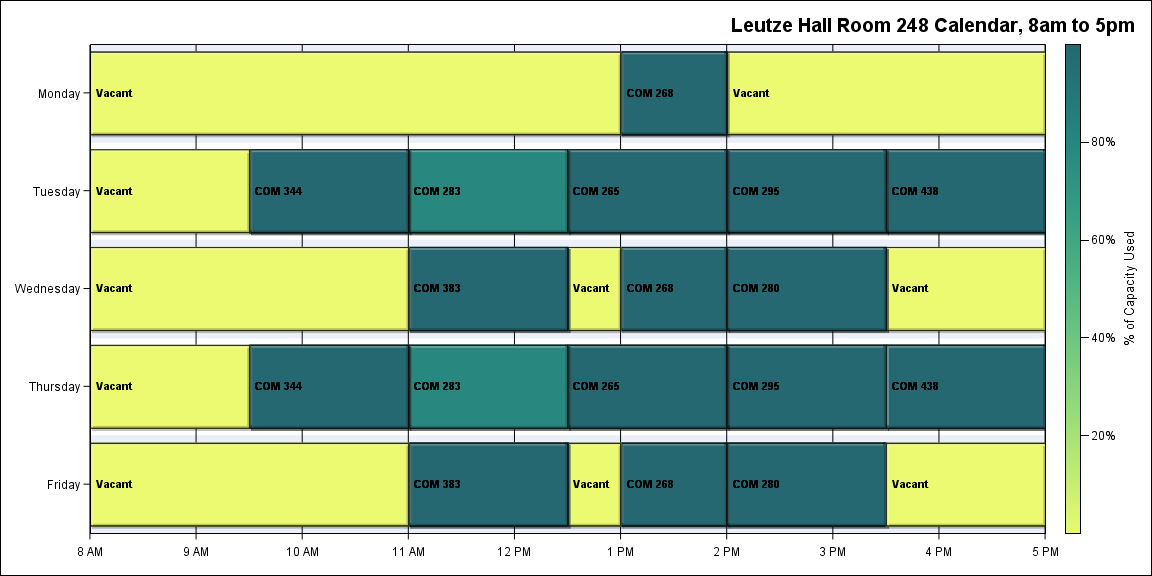 Leutze Hall Room 248 Calendar, 8am to 5pm
Monday
Vacant
COM 268
Vacant
Tuesday
Vacant
COM 344
COM 283
COM 265
COM 295
COM 438
Wednesday
Vacant
COM 383
Vacant
COM 268
COM 280
Vacant
Thursday
Vacant
COM 344
COM 283
COM 265
COM 295
COM 438
Friday
Vacant
COM 383
Vacant
COM 268
COM 280
Vacant
8 AM
9 AM
10 AM
11 AM
12 PM
1 PM
2 PM
3 PM
4 PM
5 PM
80%
60%
40%
20%
% of Capacity Used